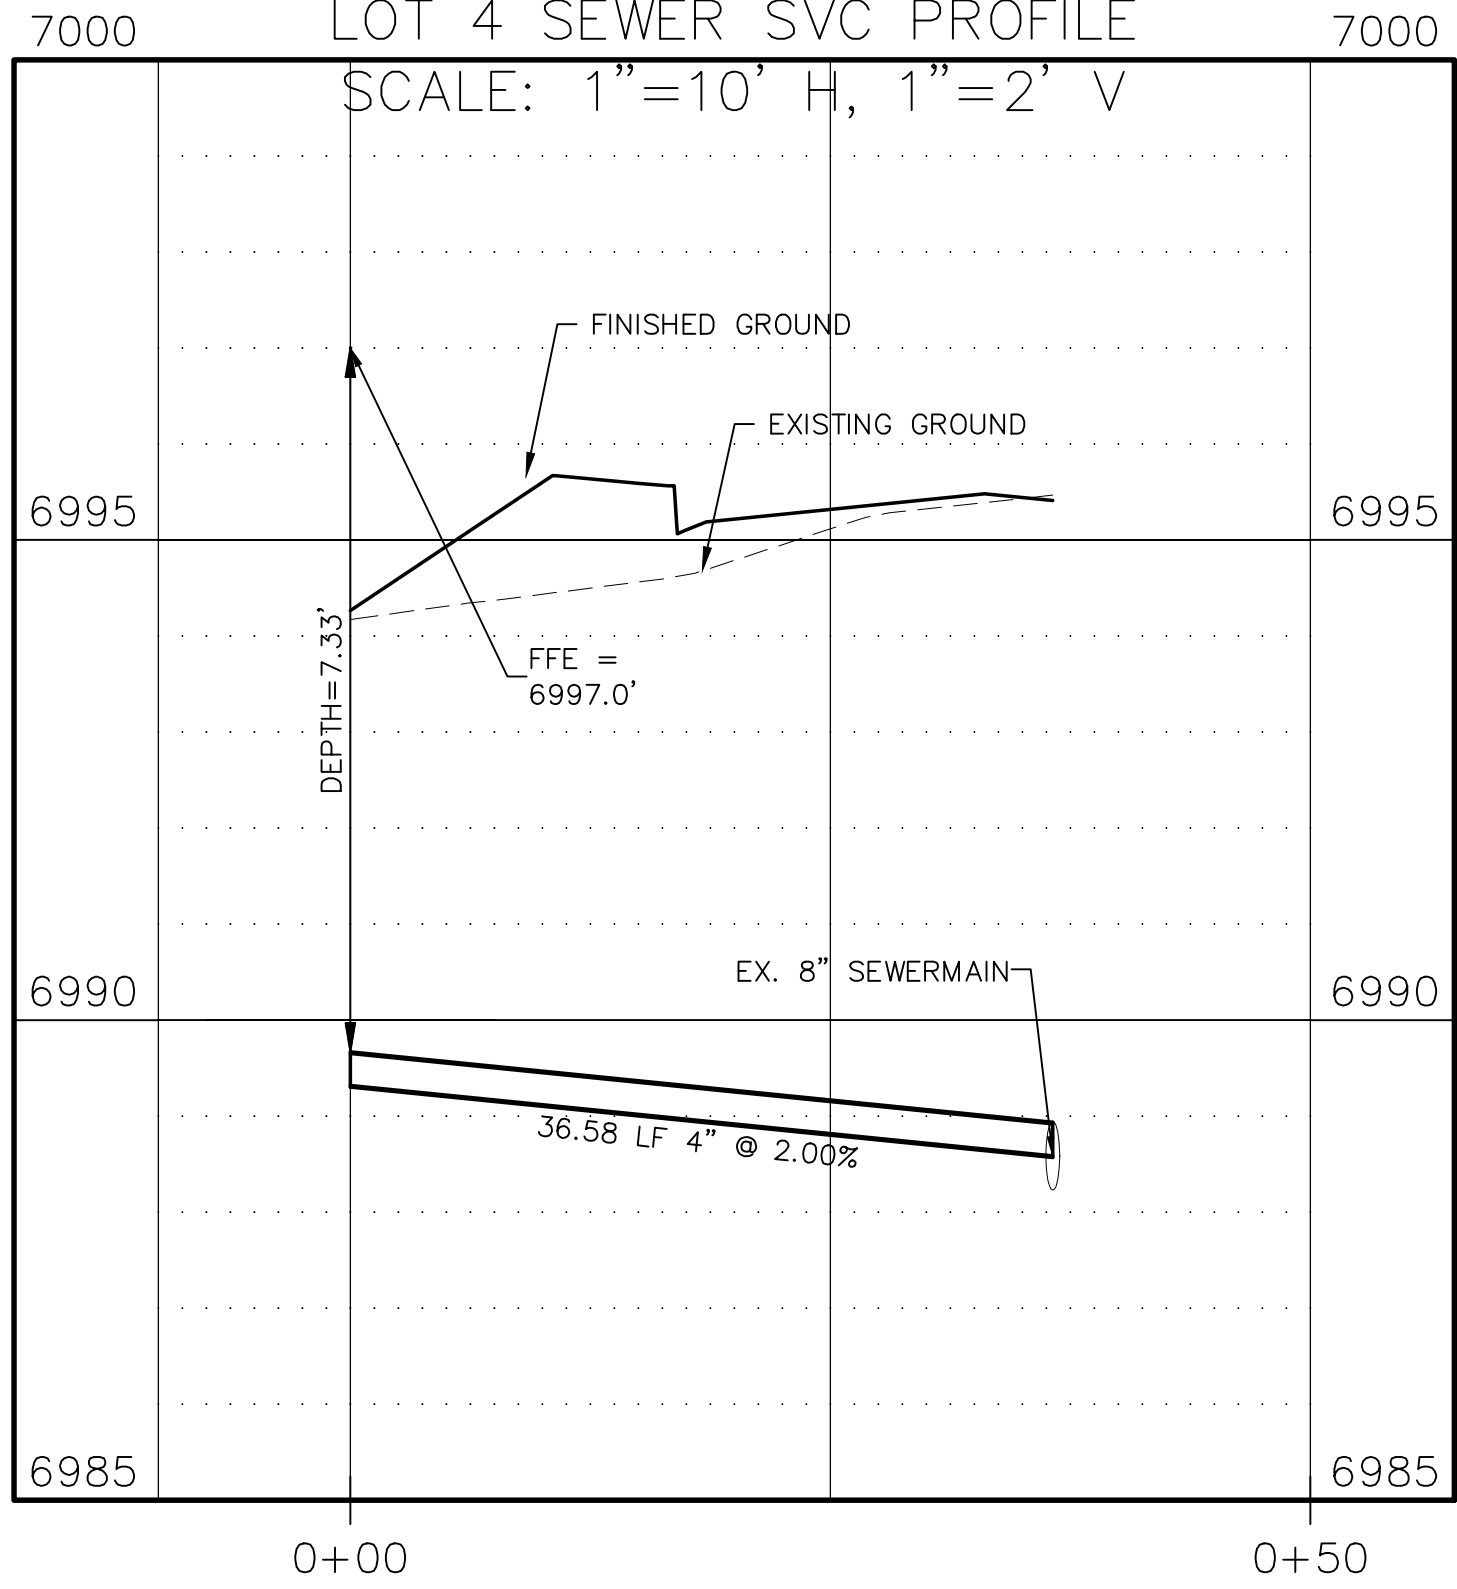 LOT 4 SEWER SVC PROFILE
7000 7000
SCALE: 1"=10' H, 1"=2' V
FINISHED GROUND
EXISTING GROUND
6995 6995
DEPTH=7.33'
FFE =
6997.0'
EX. 8" SEWERMAIN
6990 6990
36.58 LF 4" @ 2.00%
6985 6985
0+00 0+50